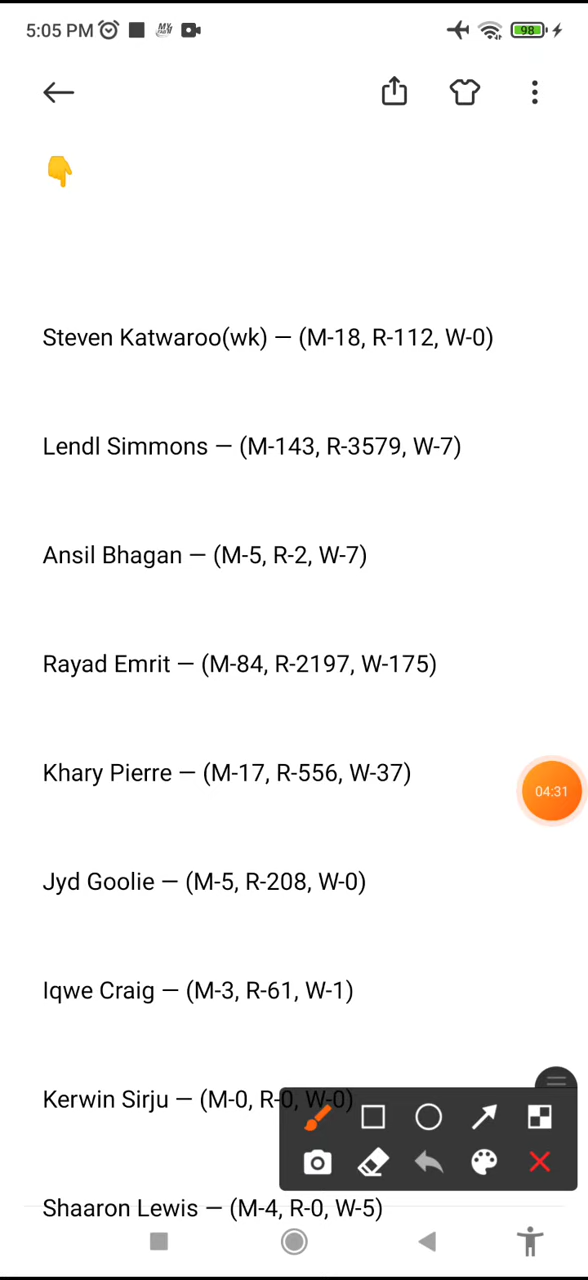 5:05 PM
98
👇
Steven Katwaroo(wk) — (M-18, R-112, W-0)
Lendl Simmons — (M-143, R-3579, W-7)
Ansil Bhagan — (M-5, R-2, W-7)
Rayad Emrit — (M-84, R-2197, W-175)
Khary Pierre — (M-17, R-556, W-37)
04:31
Jyd Goolie — (M-5, R-208, W-0)
Iqwe Craig — (M-3, R-61, W-1)
Kerwin Sirju — (M-0, R-0, W-0)
Shaaron Lewis — (M-4, R-0, W-5)